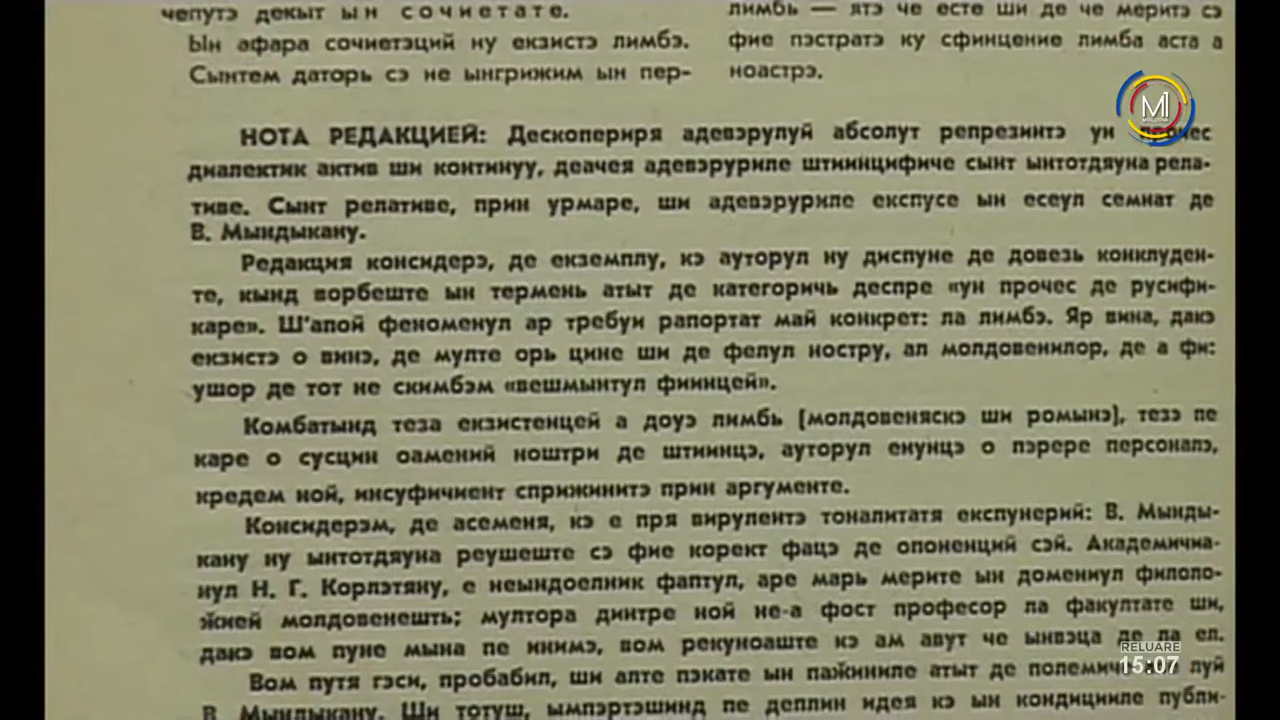 чепутэ декыт ын сочиетате.
Ын афара сочиетэций ну екзистэ лимбэ.
Сынтем даторь сэ не ынгрижим ын пер-
лимбь — ятэ че есте ши де че меритэ сэ
фие пэстратэ ку сфинцение лимба аста а
ноастрэ.
НОТА РЕДАКЦИЕЙ: Дескопериря адевэрулуй абсолут репрезинтэ ун прочес
диалектик актив ши континуу, деачея адевэруриле штиинцифиче сынт ынтотдяуна рела-
тиве. Сынт релативе, прин урмаре, ши адевэруриле експусе ын есеул семнат де
В. Мындыкану.
Редакция консидерэ, де екземплу, кэ ауторул ну диспуне де довезь конклуден-
те, кынд ворбеште ын термень атыт де категоричь деспре «ун прочес де русифи-
каре». Ш'апой феноменул ар требуи рапортат май конкрет: ла лимбэ. Яр вина, дакэ
екзистэ о винэ, де мулте орь цине ши де фелул ностру, ал молдовенилор, де а фи:
ушор де тот не скимбэм «вешмынтул фиинцей».
Комбатынд теза екзистенцей а доуэ лимбь (молдовеняскэ ши ромынэ), тезэ пе
каре о сусцин оамений ноштри де штиинцэ, ауторул енунцэ о пэрере персоналэ,
кредем ной, инсуфичиент сприжинитэ прин аргументе.
Консидерэм, де асеменя, кэ е пря вирулентэ тоналитатя експунерий: В. Мынды-
кану ну ынтотдяуна реушеште сэ фие корект фацэ де опоненций сэй. Академичиа-
нул Н. Г. Корлэтяну, е неындоелник фаптул, аре марь мерите ын домениул филоло-
жией молдовенешть; мултора динтре ной не-а фост професор ла факултате ши,
дакэ вом пуне мына пе инимэ, вом рекуноаште кэ ам авут че ынвэца де ла ел.
Вом путя гэси, пробабил, ши алте пэкате ын пажиниле атыт де полемиче луй
В. Мындыкану. Ши тотуш, ымпэртэшинд пе деплин идея кэ ын кондицииле публи-
M1
MOLDOVA
RELUARE
15:07